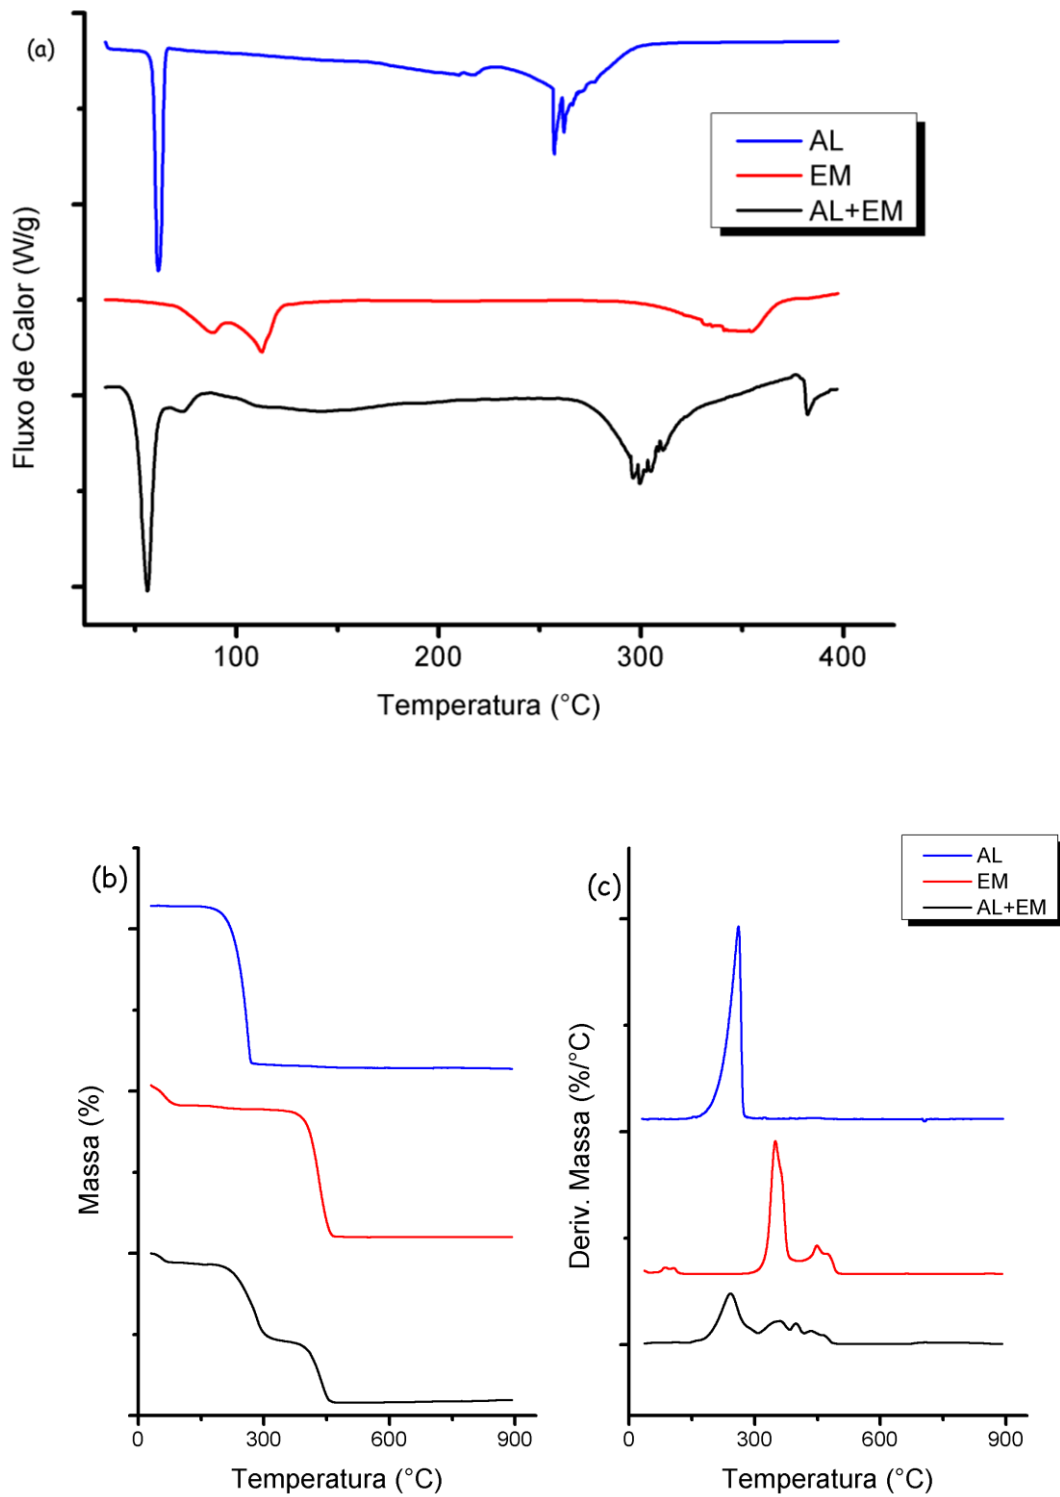 (a)
AL
EM
AL+EM
Fluxo de Calor (W/g)
100 200 300 400
Temperatura (°C)
(b)
Massa (%)
0 300 600 900
Temperatura (°C)
(c)
AL
EM
AL+EM
Deriv. Massa (%/°C)
0 300 600 900
Temperatura (°C)